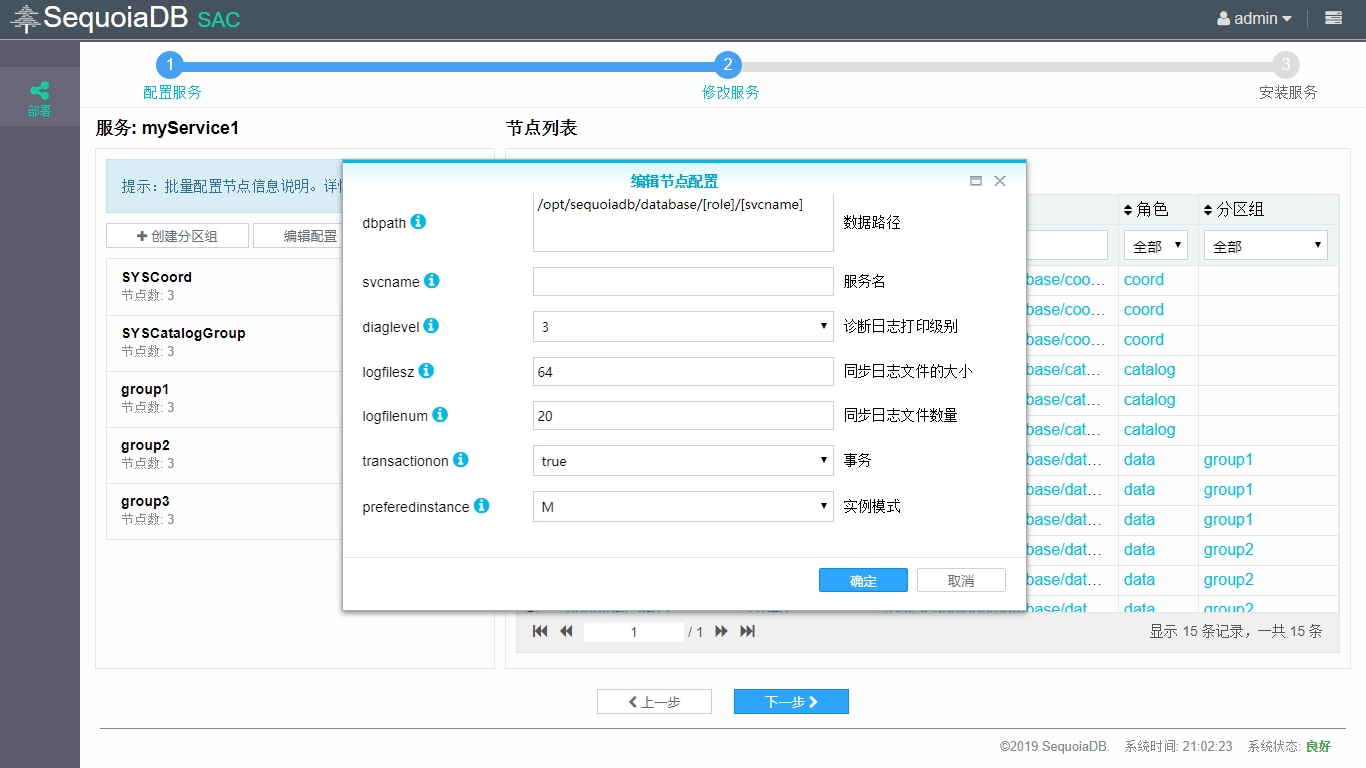 SequoiaDB SAC
admin
部署
1
2
3
配置服务
修改服务
安装服务
服务: myService1
节点列表
提示：批量配置节点信息说明。详
创建分区组
编辑配置
SYSCoord
节点数: 3
SYSCatalogGroup
节点数: 3
group1
节点数: 3
group2
节点数: 3
group3
节点数: 3
编辑节点配置
dbpath
/opt/sequoiadb/database/[role]/[svcname]
数据路径
svcname
服务名
diaglevel
3
诊断日志打印级别
logfilesz
64
同步日志文件的大小
logfilenum
20
同步日志文件数量
transactionon
true
事务
preferedinstance
M
实例模式
确定
取消
角色
分区组
全部
全部
base/coo... coord
base/coo... coord
base/coo... coord
base/cat... catalog
base/cat... catalog
base/cat... catalog
base/dat... data group1
base/dat... data group1
base/dat... data group1
base/dat... data group2
base/dat... data group2
base/dat... data group2
1 / 1
显示 15 条记录，一共 15 条
上一步
下一步
©2019 SequoiaDB. 系统时间: 21:02:23 系统状态: 良好